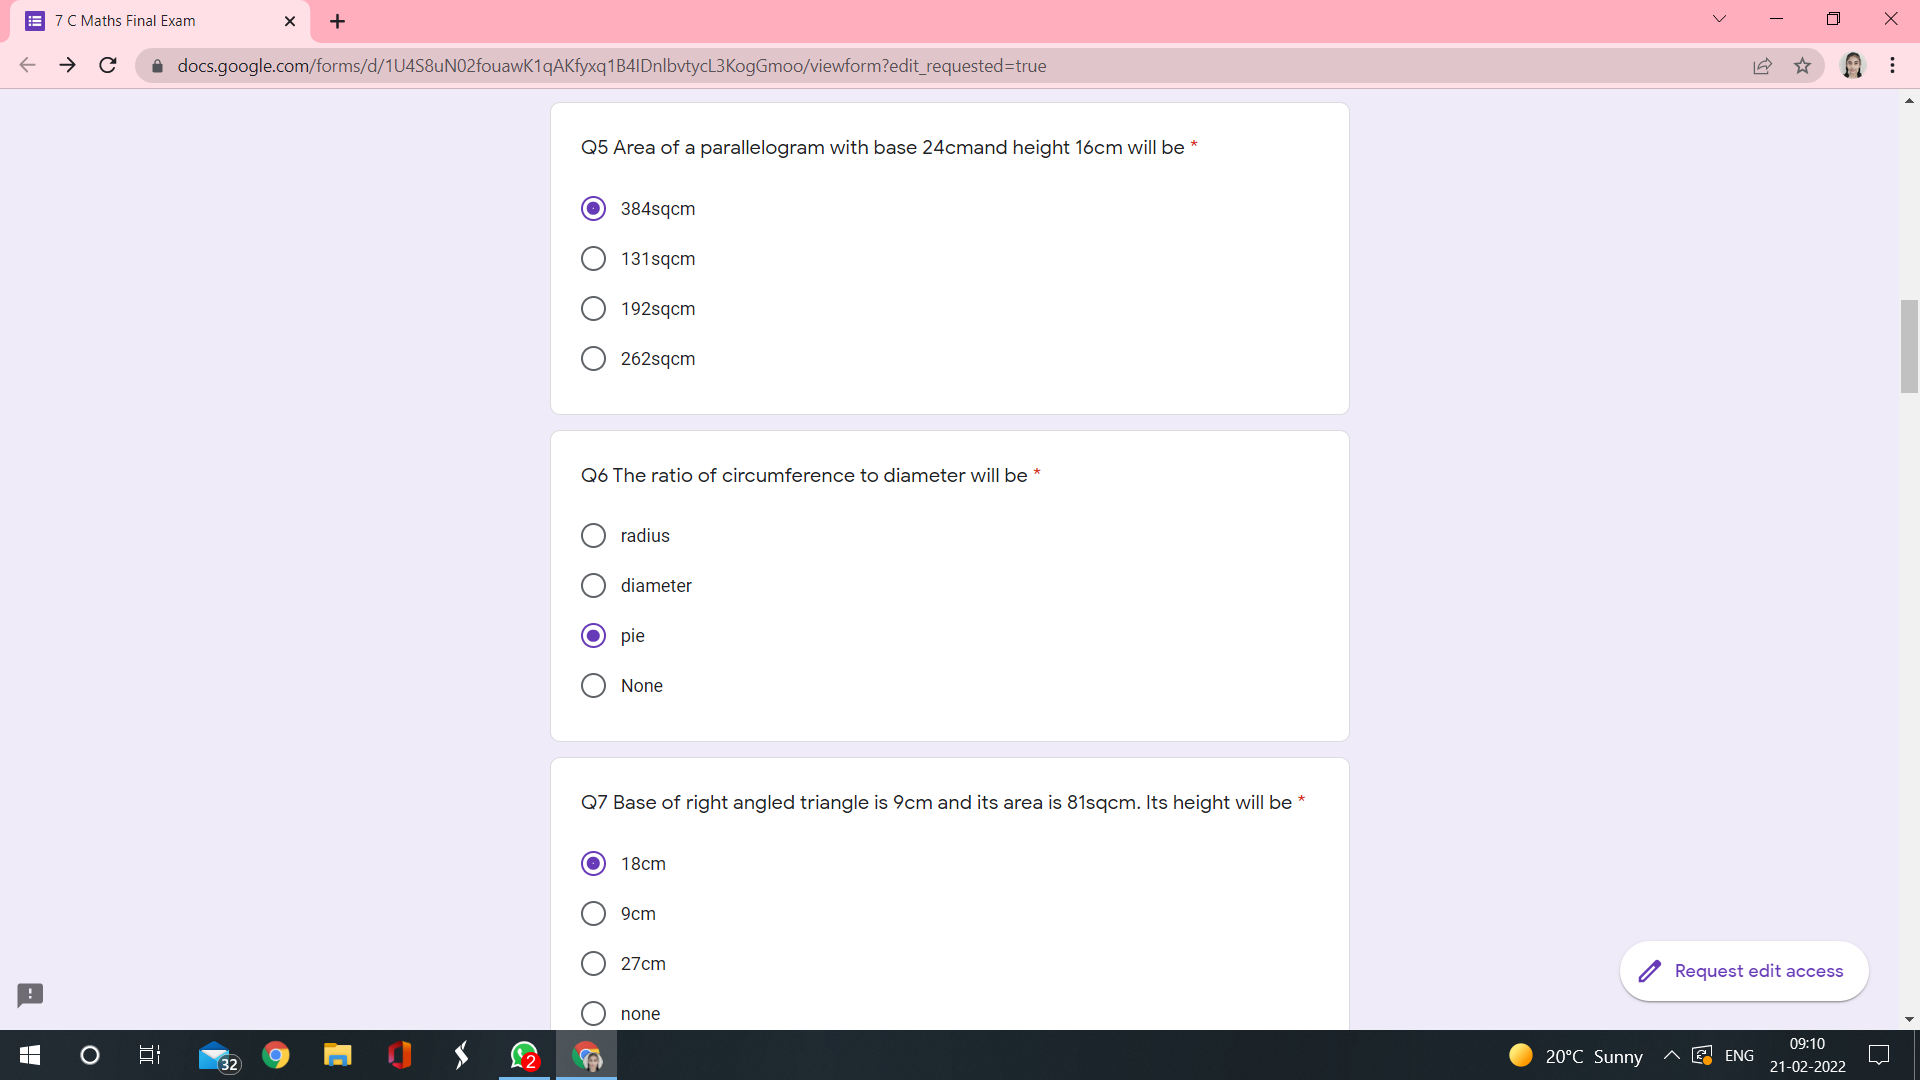 7 C Maths Final Exam
docs.google.com/forms/d/1U4S8uN02fouawK1qAKfyxq1B4IDnlbvtycL3KogGmoo/viewform?edit_requested=true
Q5 Area of a parallelogram with base 24cmand height 16cm will be *
384sqcm
131sqcm
192sqcm
262sqcm
Q6 The ratio of circumference to diameter will be *
radius
diameter
pie
None
Q7 Base of right angled triangle is 9cm and its area is 81sqcm. Its height will be *
18cm
9cm
27cm
none
Request edit access
32
2
20°C Sunny
ENG
09:10
21-02-2022